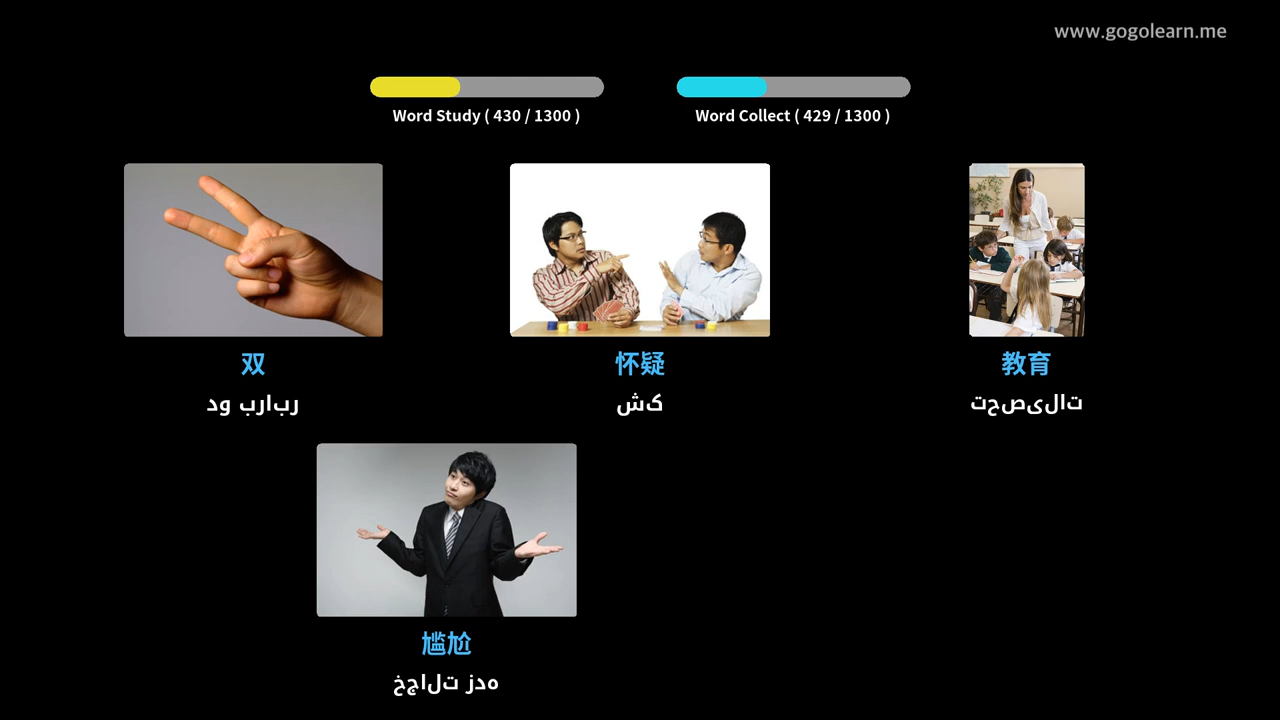 www.gogolearn.me
Word Study ( 430 / 1300 )
Word Collect ( 429 / 1300 )
双
怀疑
教育
دو برابر
شک
تحصیلات
尴尬
خجالت زده